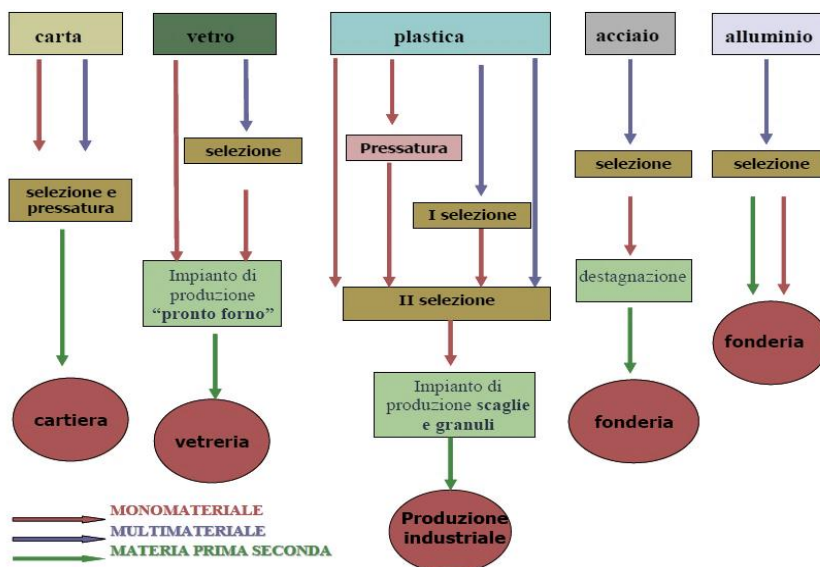 carta
vetro
plastica
acciaio
alluminio
selezione
Pressatura
selezione
selezione
selezione e
pressatura
I selezione
Impianto di
produzione
“pronto forno”
II selezione
destagnazione
fonderia
Impianto di
produzione scaglie
e granuli
cartiera
vetreria
fonderia
Produzione
industriale
MONOMATERIALE
MULTIMATERIALE
MATERIA PRIMA SECONDA